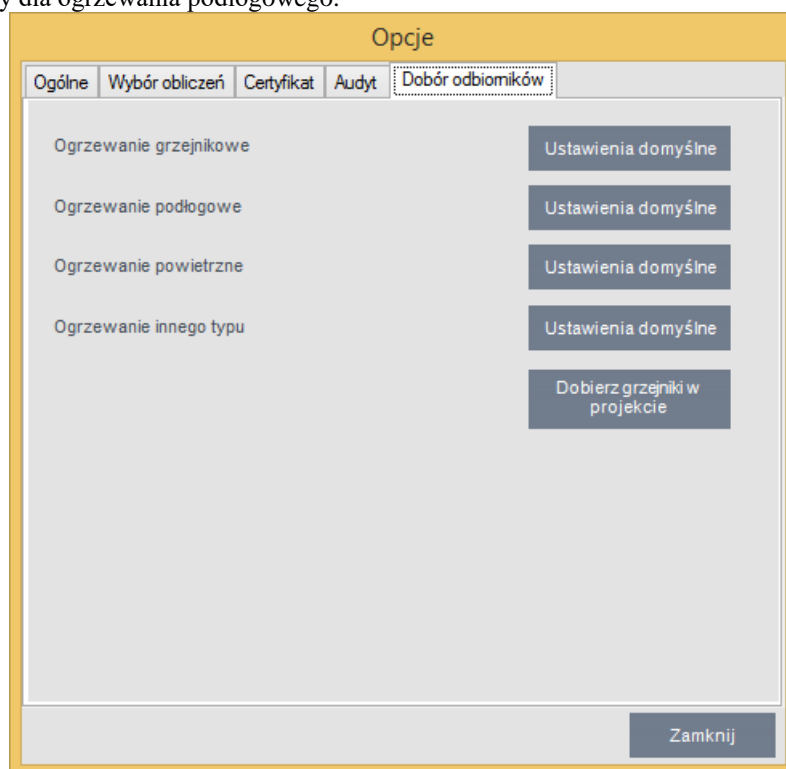 y dla ogrzewania podłogowego.
Opcje
Ogólne Wybór obliczeń Certyfikat Audyt Dobór odbiorników
Ogrzewanie grzejnikowe Ustawienia domyślne
Ogrzewanie podłogowe Ustawienia domyślne
Ogrzewanie powietrzne Ustawienia domyślne
Ogrzewanie innego typu Ustawienia domyślne
Dobierz grzejniki w
projekcie
Zamknij